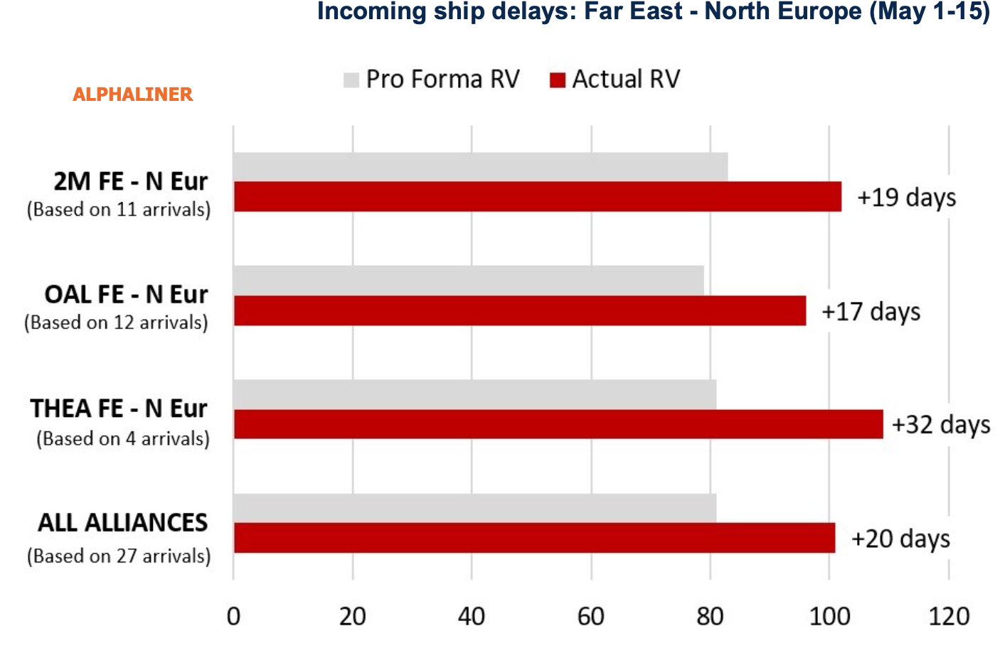 Incoming ship delays: Far East - North Europe (May 1-15)
Pro Forma RV Actual RV
ALPHALINER
2M FE - N Eur
(Based on 11 arrivals)
+19 days
OAL FE - N Eur
(Based on 12 arrivals)
+17 days
THEA FE - N Eur
(Based on 4 arrivals)
+32 days
ALL ALLIANCES
(Based on 27 arrivals)
+20 days
0 20 40 60 80 100 120